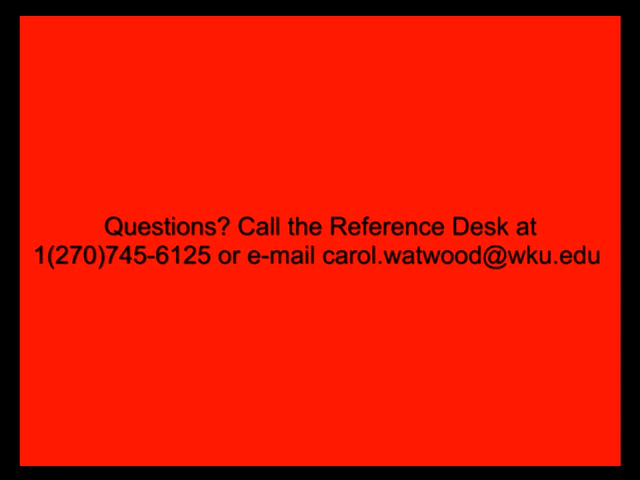 Questions? Call the Reference Desk at
1(270)745-6125 or e-mail carol.watwood@wku.edu